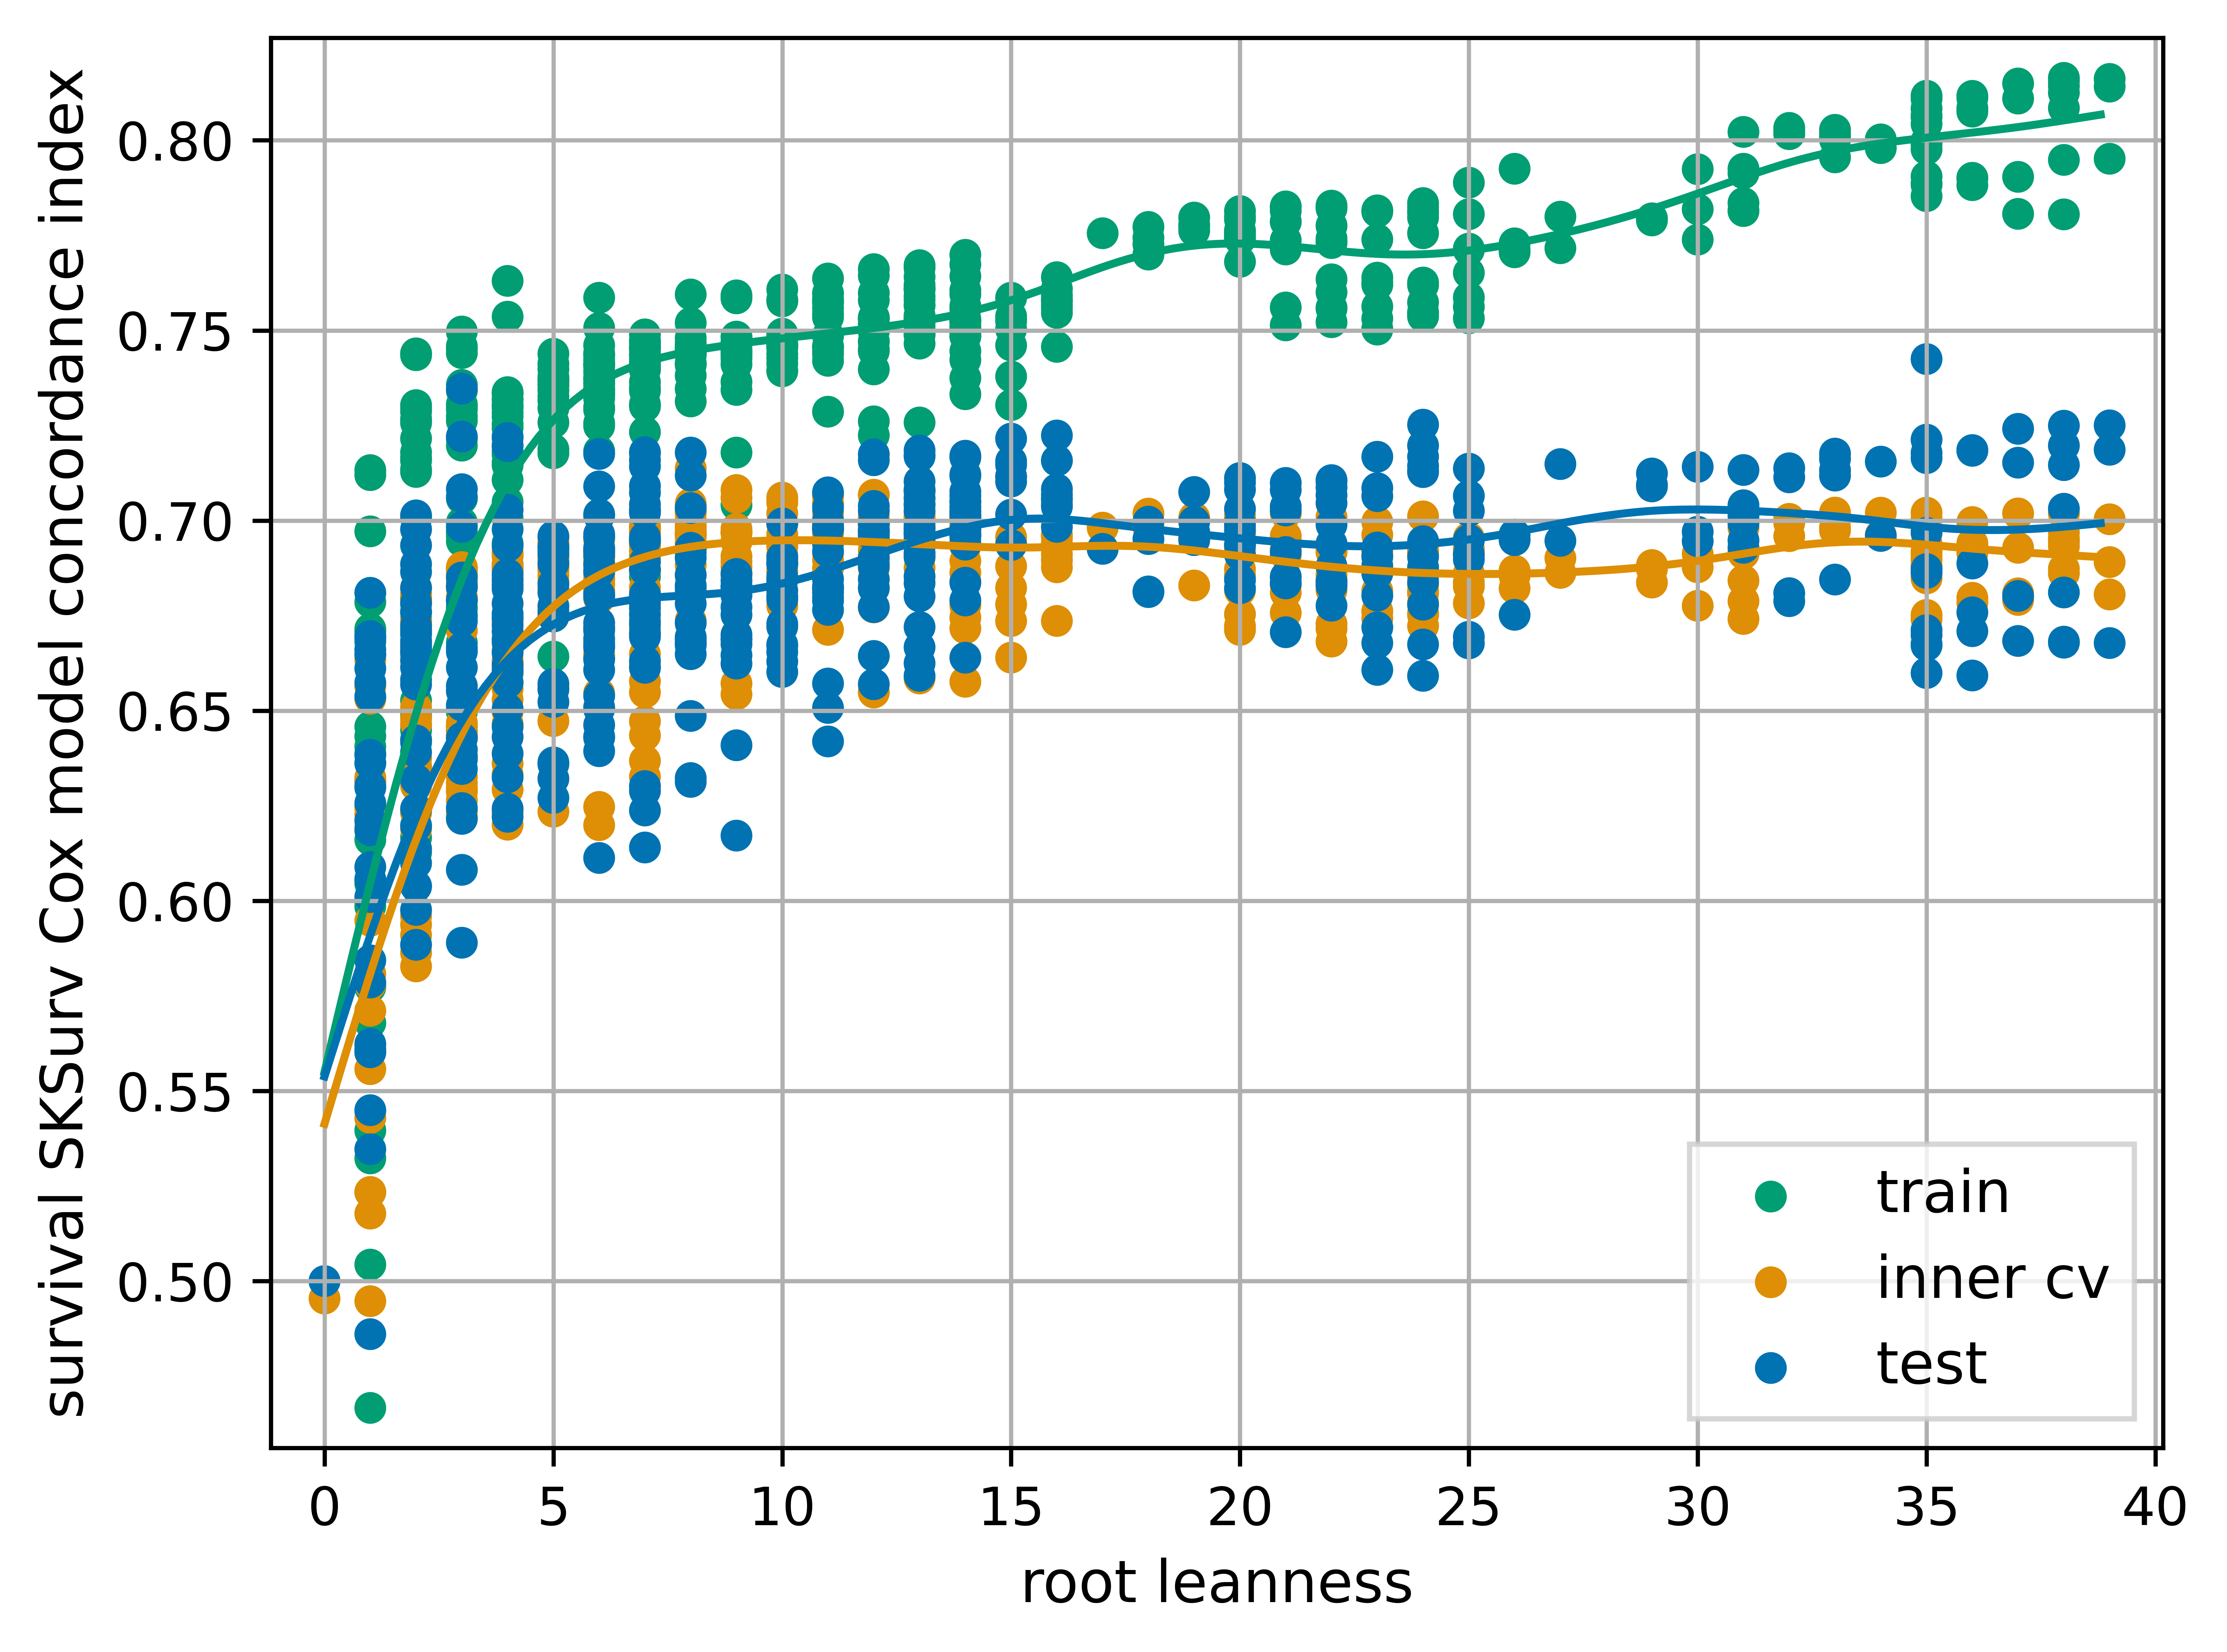 survival SKSurv Cox model concordance index
0.80
0.75
0.70
0.65
0.60
0.55
0.50
train
inner cv
test
0 5 10 15 20 25 30 35 40
root leanness